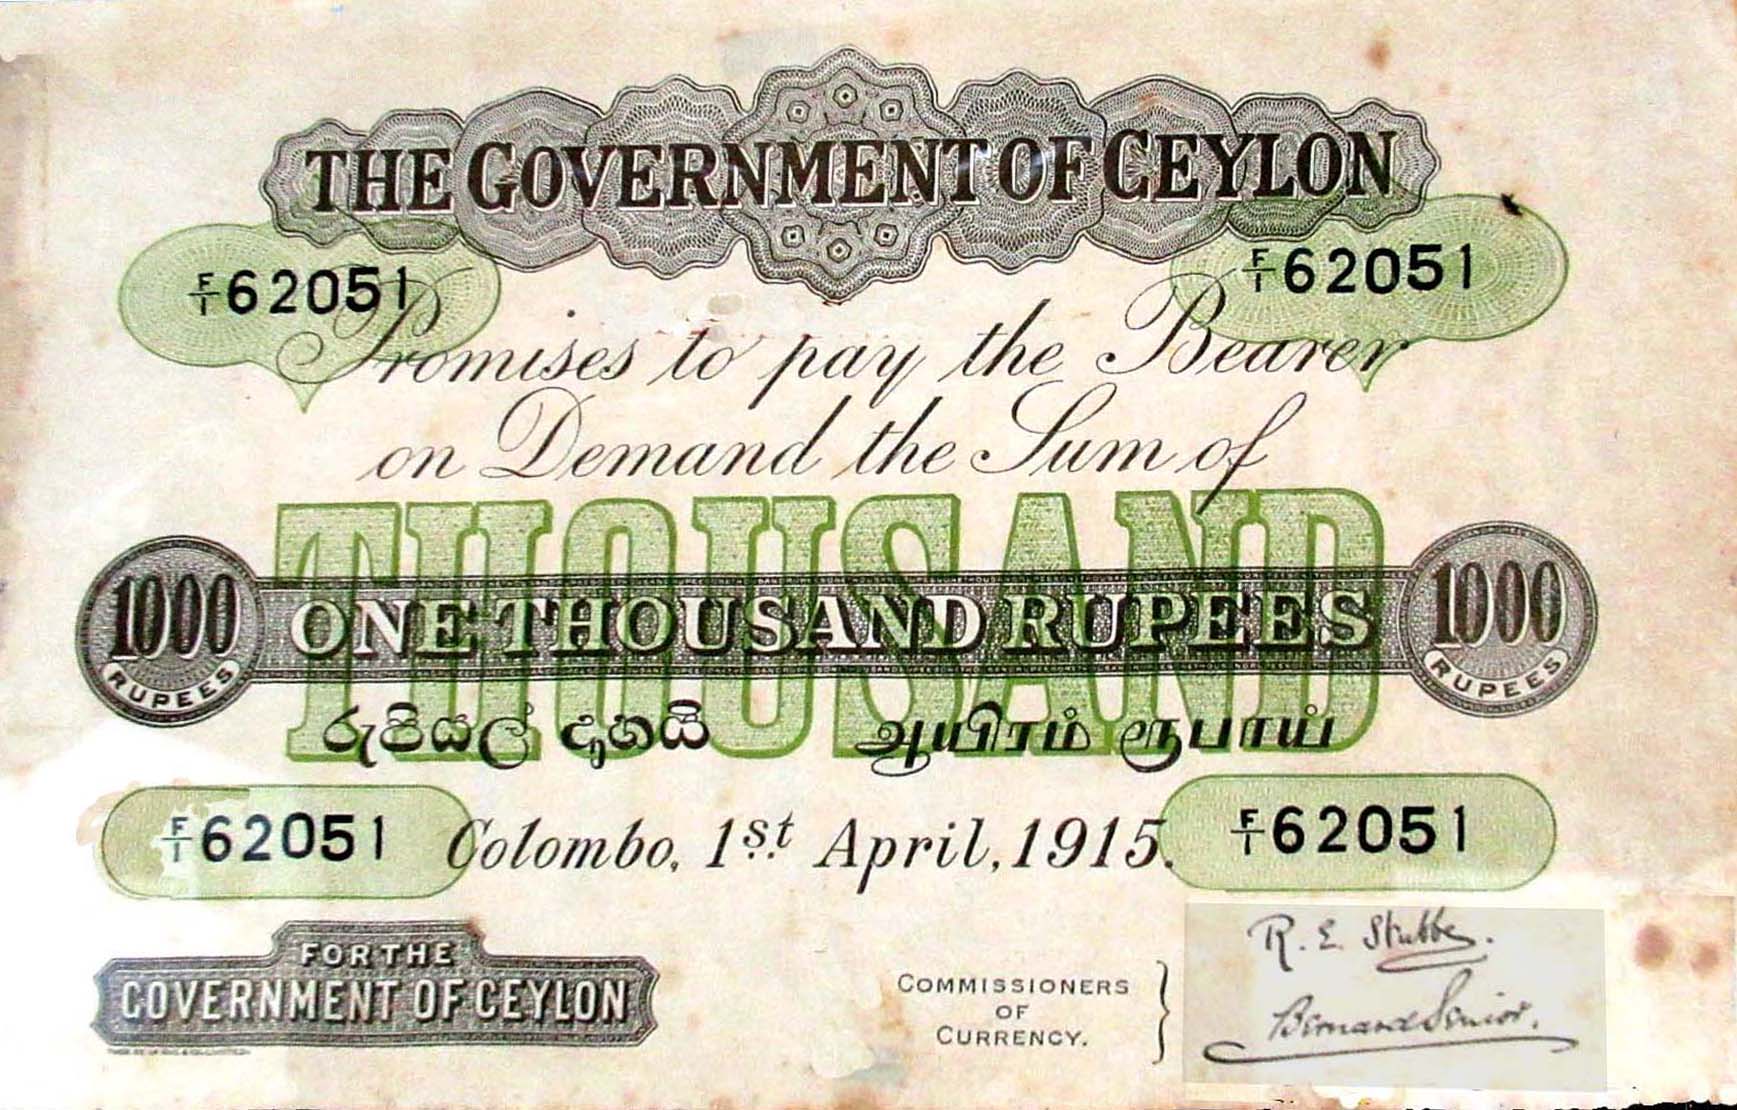 THE GOVERNMENT OF CEYLON
F/1 62051
F/1 62051
Promises to pay the Bearer
on Demand the Sum of
THOUSAND
1000 RUPEES
ONE THOUSAND RUPEES
1000 RUPEES
රුපියල් දහයි
ஆயிரம் ரூபாய்
F/1 62051
Colombo, 1st April, 1915.
F/1 62051
FOR THE
GOVERNMENT OF CEYLON
COMMISSIONERS
OF
CURRENCY.
R. E. Stubbs.
Bernard Senior.